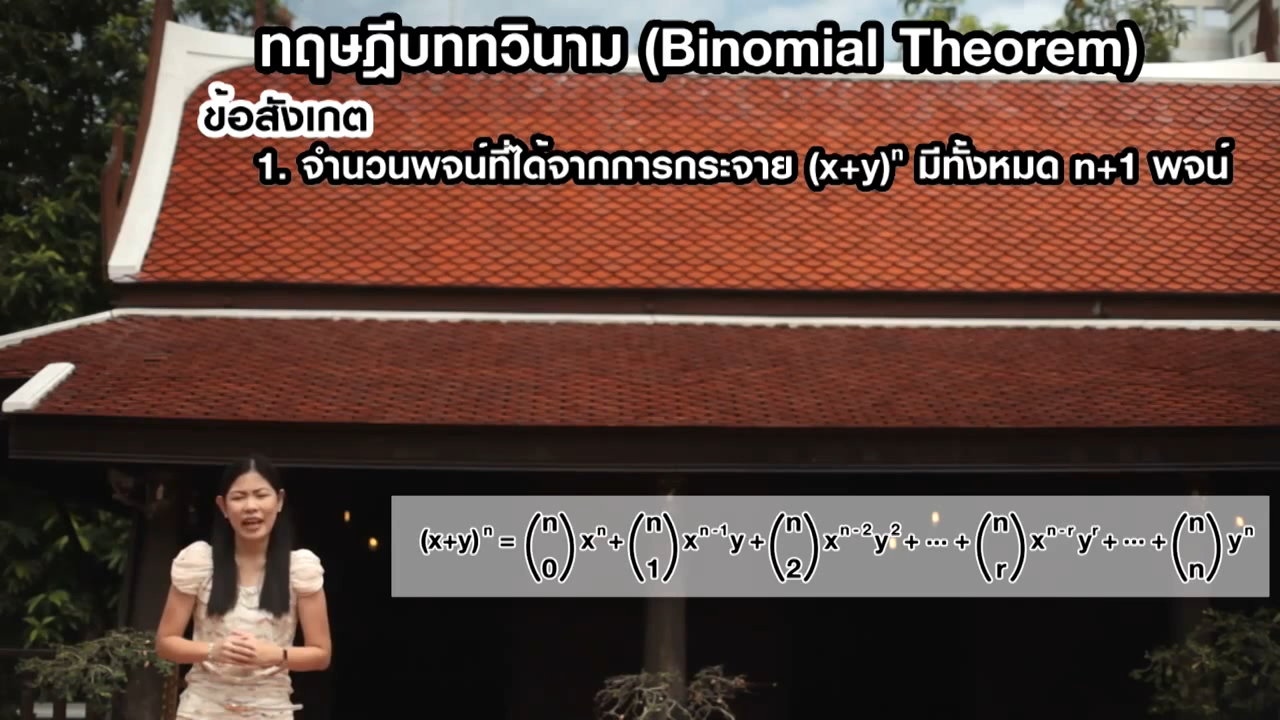 ทฤษฎีบททวินาม (Binomial Theorem)
ข้อสังเกต
1. จำนวนพจน์ที่ได้จากการกระจาย (x+y)ⁿ มีทั้งหมด n+1 พจน์
(x+y)ⁿ = (n 0) xⁿ + (n 1) xⁿ⁻¹y + (n 2) xⁿ⁻²y² + ··· + (n r) xⁿ⁻ʳyʳ + ··· + (n n) yⁿ